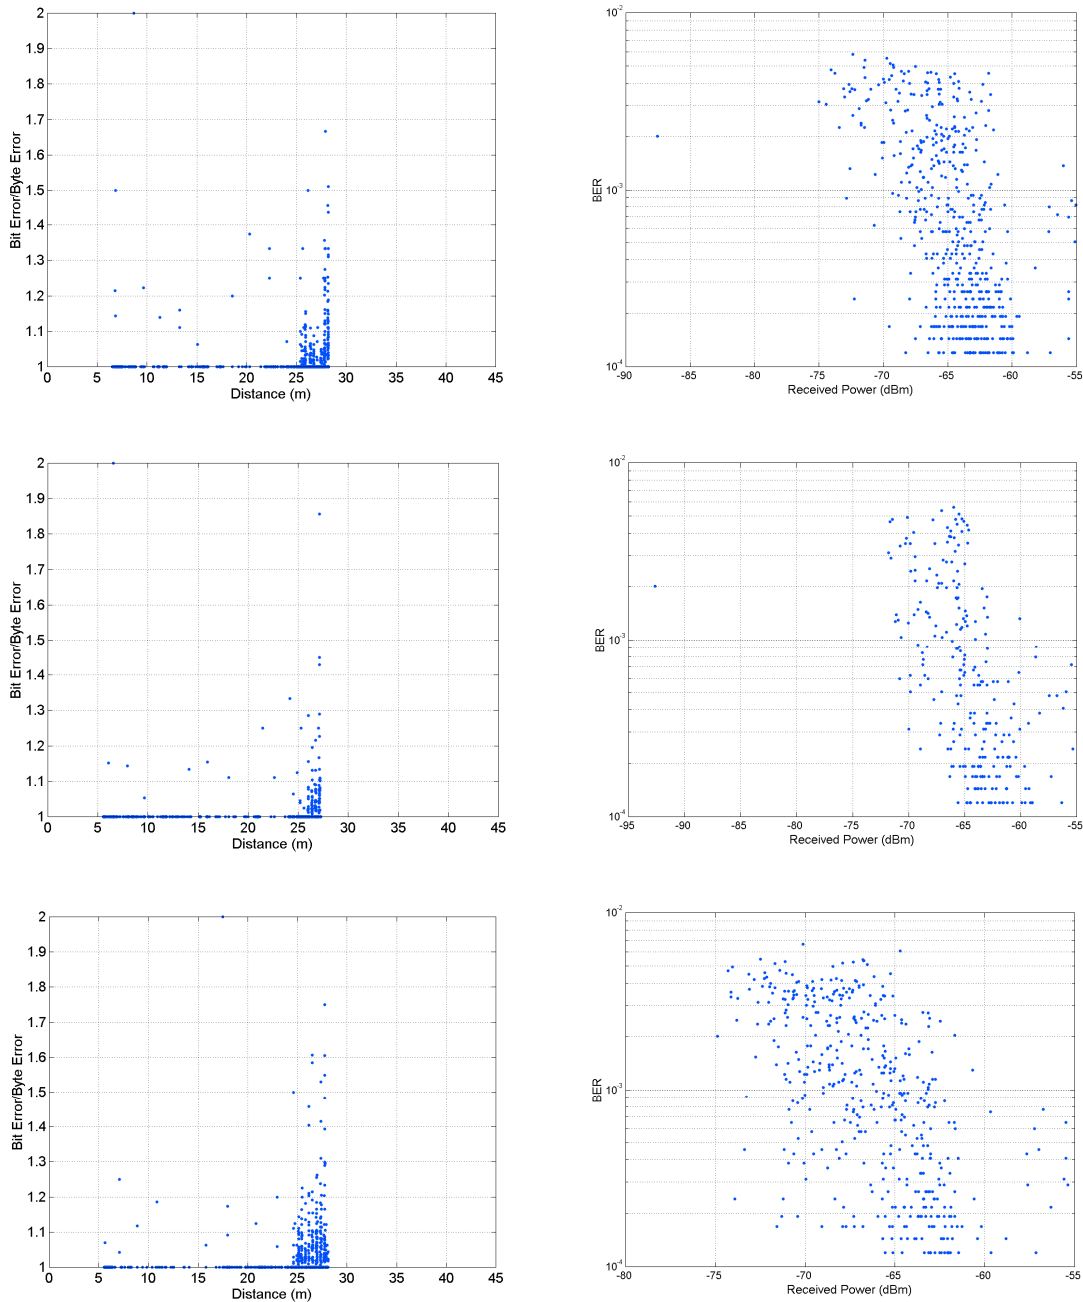 2
1.9
1.8
1.7
1.6
1.5
1.4
1.3
1.2
1.1
1
Bit Error/Byte Error
0 5 10 15 20 25 30 35 40 45
Distance (m)
10-2
10-3
10-4
BER
-90 -85 -80 -75 -70 -65 -60 -55
Received Power (dBm)
2
1.9
1.8
1.7
1.6
1.5
1.4
1.3
1.2
1.1
1
Bit Error/Byte Error
0 5 10 15 20 25 30 35 40 45
Distance (m)
10-2
10-3
10-4
BER
-95 -90 -85 -80 -75 -70 -65 -60 -55
Received Power (dBm)
2
1.9
1.8
1.7
1.6
1.5
1.4
1.3
1.2
1.1
1
Bit Error/Byte Error
0 5 10 15 20 25 30 35 40 45
Distance (m)
10-2
10-3
10-4
BER
-80 -75 -70 -65 -60 -55
Received Power (dBm)